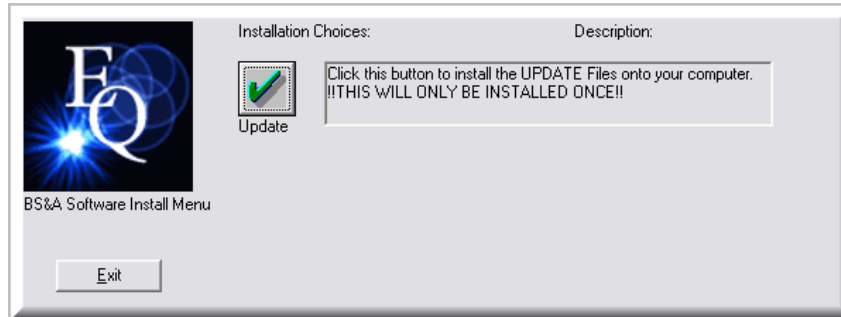 Installation Choices:
Description:
EQ
Click this button to install the UPDATE Files onto your computer.
!!THIS WILL ONLY BE INSTALLED ONCE!!
Update
BS&A Software Install Menu
Exit